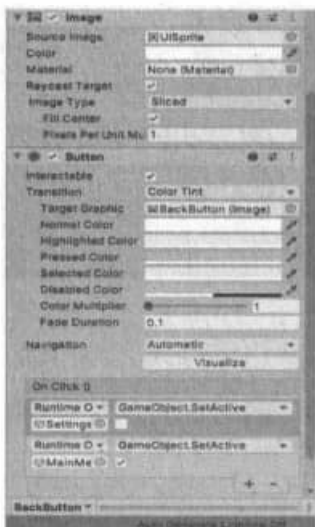 Image
Source Image UISprite
Color
Material None (Material)
Raycast Target
Image Type Sliced
Fill Center
Pixels Per Unit Mu 1
Button
Interactable
Transition Color Tint
Target Graphic BackButton (Image)
Normal Color
Highlighted Color
Pressed Color
Selected Color
Disabled Color
Color Multiplier 1
Fade Duration 0.1
Navigation Automatic
Visualize
On Click ()
Runtime O GameObject.SetActive
Settings
Runtime O GameObject.SetActive
MainMe
+ -
BackButton